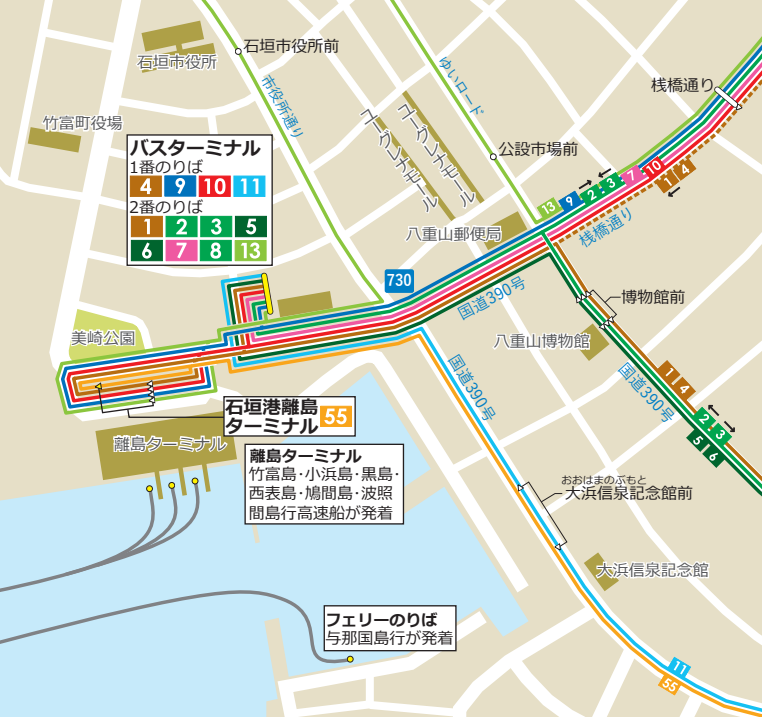 石垣市役所前
石垣市役所
市役所通り
ゆいロード
桟橋通り
竹富町役場
ユーグレナモール
ユーグレナモール
公設市場前
バスターミナル
1番のりば
4 9 10 11
2番のりば
1 2 3 5
6 7 8 13
13 9 2・3 7 10
1 4
八重山郵便局
桟橋通り
730
国道390号
博物館前
美崎公園
八重山博物館
国道390号
国道390号
1 4
2・3
5 6
石垣港離島
ターミナル 55
離島ターミナル
離島ターミナル
竹富島・小浜島・黒島・
西表島・鳩間島・波照
間島行高速船が発着
おおはまのぶもと
大浜信泉記念館前
大浜信泉記念館
フェリーのりば
与那国島行が発着
11
55